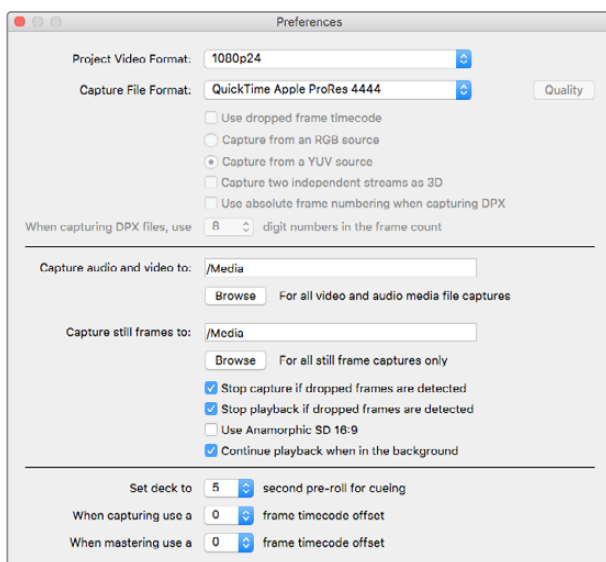 Preferences
Project Video Format: 1080p24
Capture File Format: QuickTime Apple ProRes 4444 Quality
Use dropped frame timecode
Capture from an RGB source
Capture from a YUV source
Capture two independent streams as 3D
Use absolute frame numbering when capturing DPX
When capturing DPX files, use 8 digit numbers in the frame count
Capture audio and video to: /Media
Browse For all video and audio media file captures
Capture still frames to: /Media
Browse For all still frame captures only
Stop capture if dropped frames are detected
Stop playback if dropped frames are detected
Use Anamorphic SD 16:9
Continue playback when in the background
Set deck to 5 second pre-roll for cueing
When capturing use a 0 frame timecode offset
When mastering use a 0 frame timecode offset